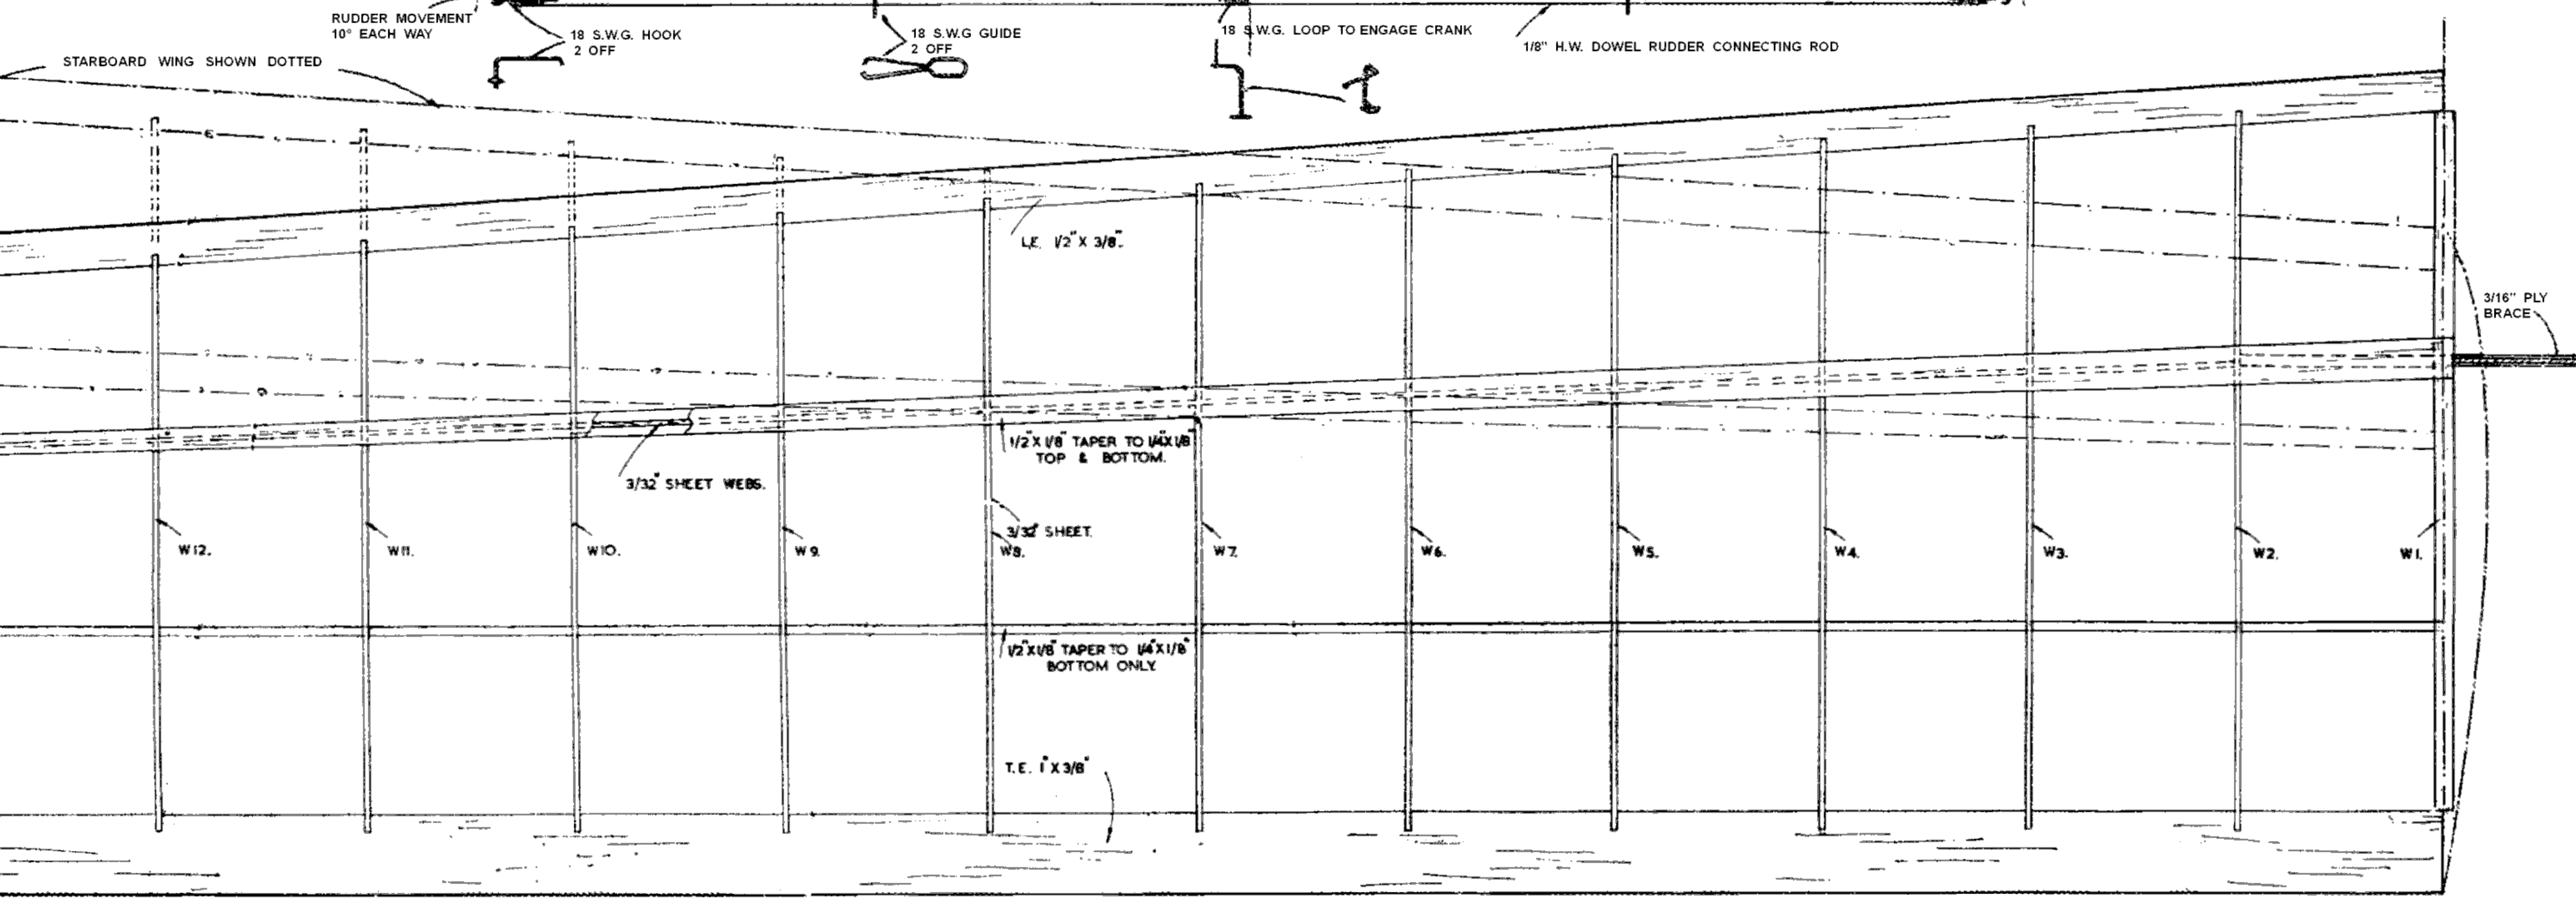 RUDDER MOVEMENT
10° EACH WAY
18 S.W.G. HOOK
2 OFF
18 S.W.G GUIDE
2 OFF
18 S.W.G. LOOP TO ENGAGE CRANK
1/8" H.W. DOWEL RUDDER CONNECTING ROD
STARBOARD WING SHOWN DOTTED
L.E. 1/2" X 3/8".
3/16" PLY
BRACE
1/2" X 1/8" TAPER TO 1/4" X 1/8"
TOP & BOTTOM.
3/32" SHEET WEBS.
3/32" SHEET.
W12.
W11.
W10.
W9.
W8.
W7.
W6.
W5.
W4.
W3.
W2.
W1.
1/2" X 1/8" TAPER TO 1/4" X 1/8"
BOTTOM ONLY.
T.E. 1" X 3/8"